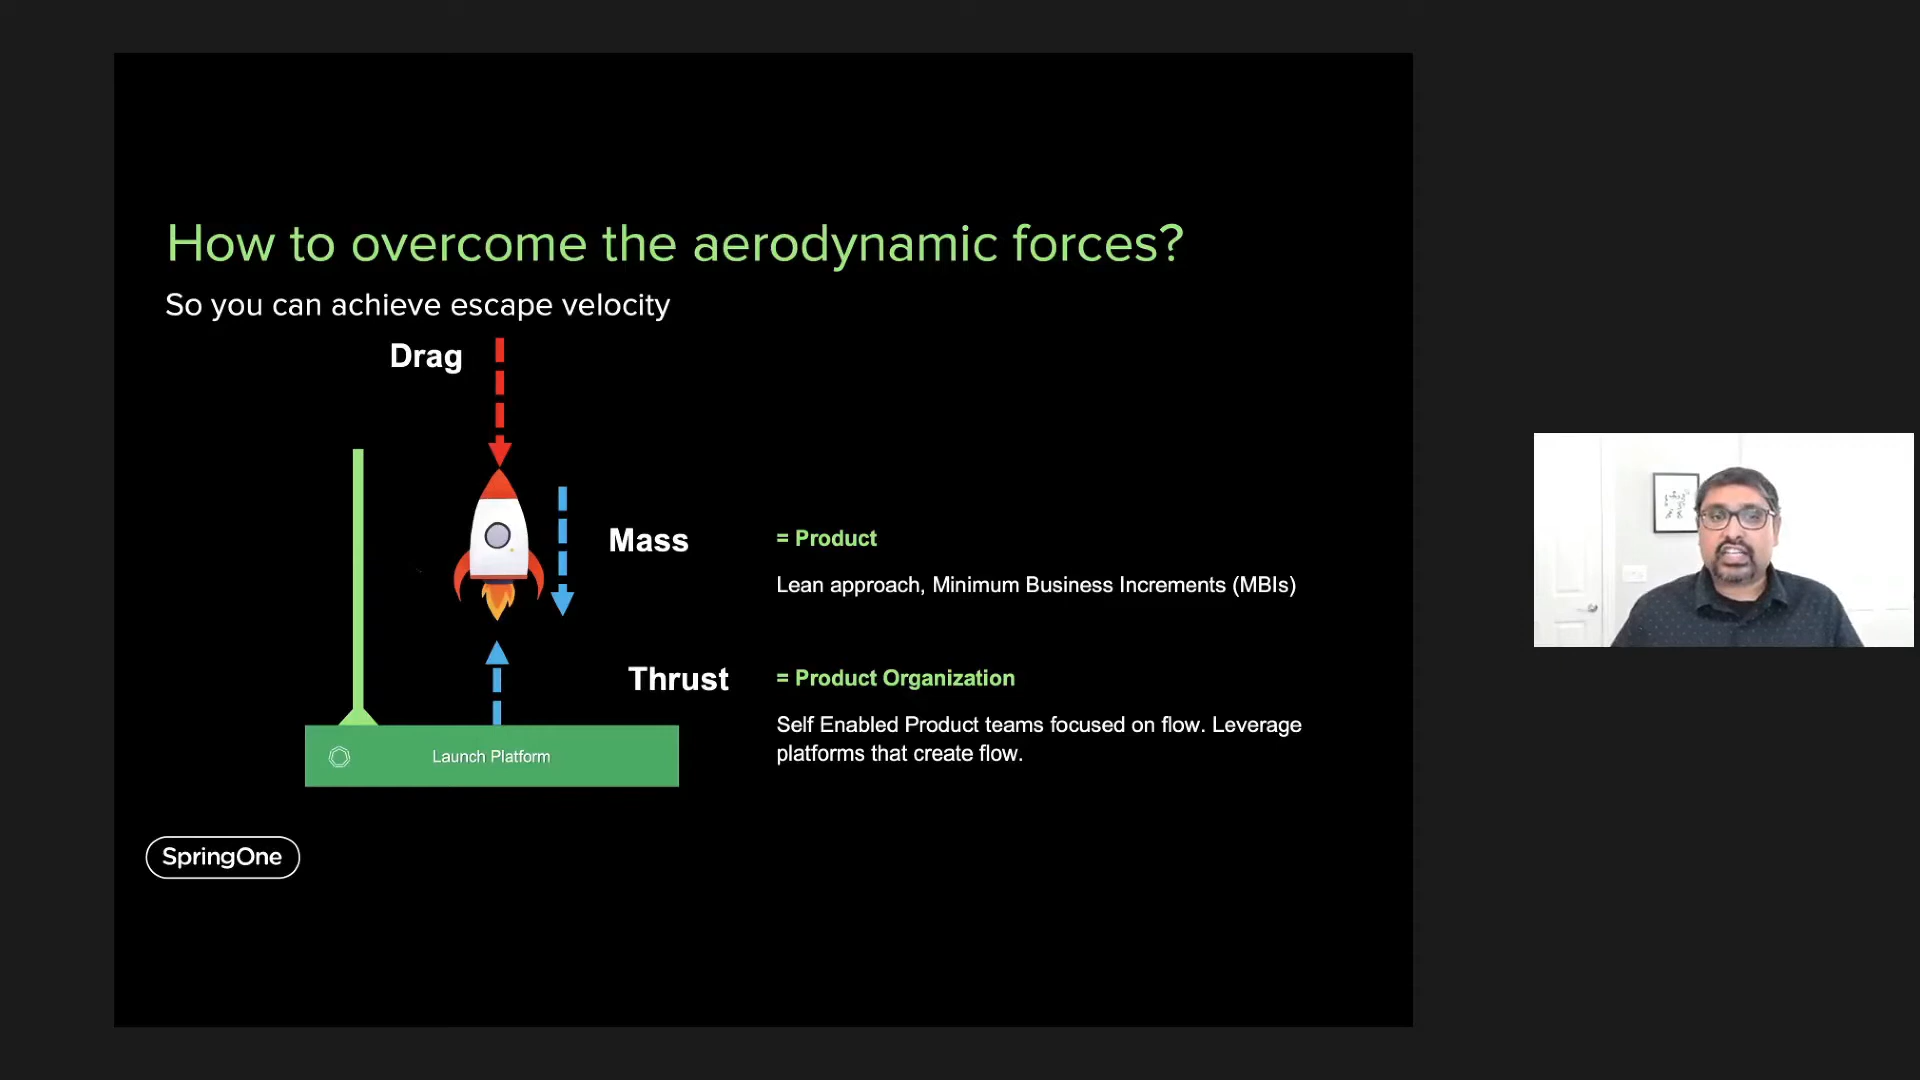 How to overcome the aerodynamic forces?
So you can achieve escape velocity
Drag
Mass
= Product
Lean approach, Minimum Business Increments (MBIs)
Thrust
= Product Organization
Self Enabled Product teams focused on flow. Leverage
platforms that create flow.
Launch Platform
SpringOne